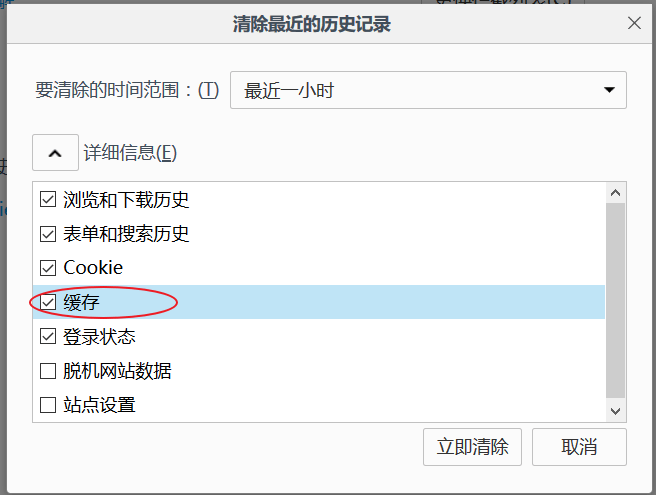 清除最近的历史记录
要清除的时间范围：(T) 最近一小时
详细信息(E)
浏览和下载历史
表单和搜索历史
Cookie
缓存
登录状态
脱机网站数据
站点设置
立即清除 取消